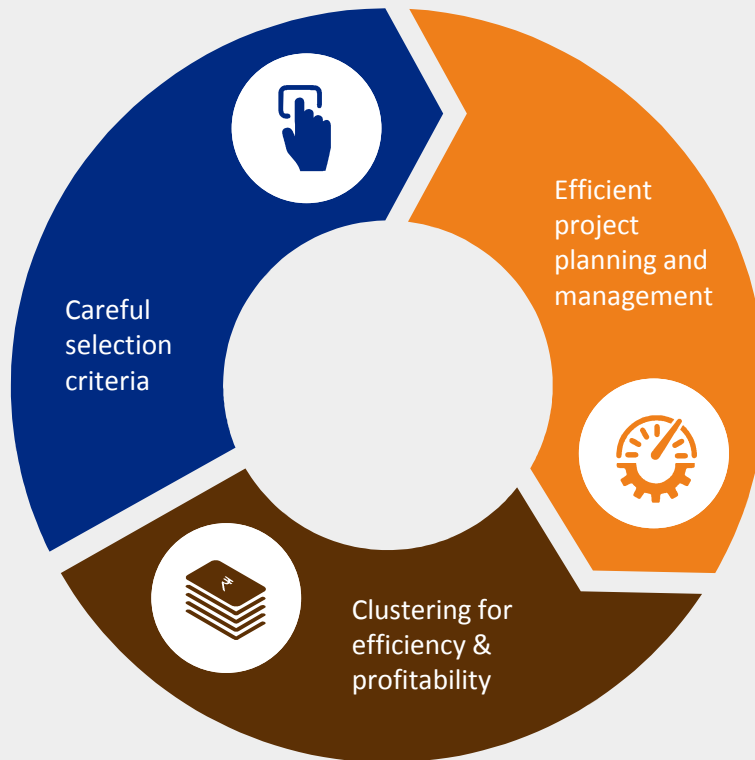 Efficient
project
planning and
management
Careful
selection
criteria
₹
Clustering for
efficiency &
profitability